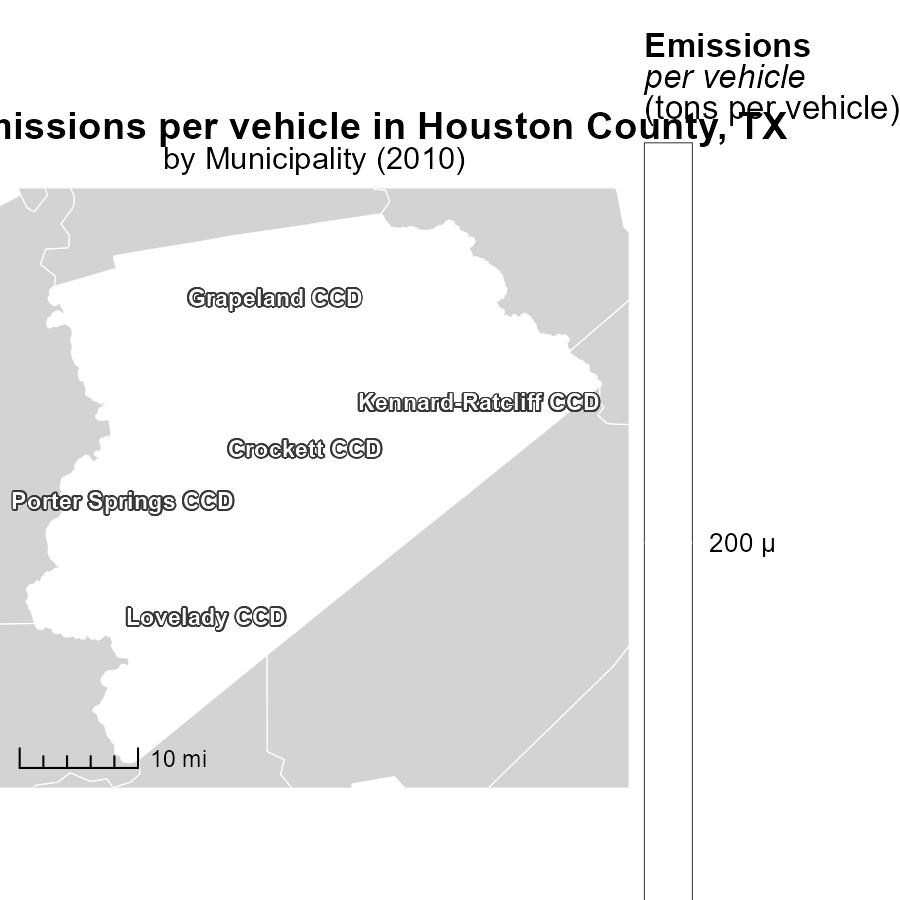 Emissions
per vehicle
(tons per vehicle)
missions per vehicle in Houston County, TX
by Municipality (2010)
Grapeland CCD
Kennard-Ratcliff CCD
Crockett CCD
Porter Springs CCD
200 µ
Lovelady CCD
10 mi